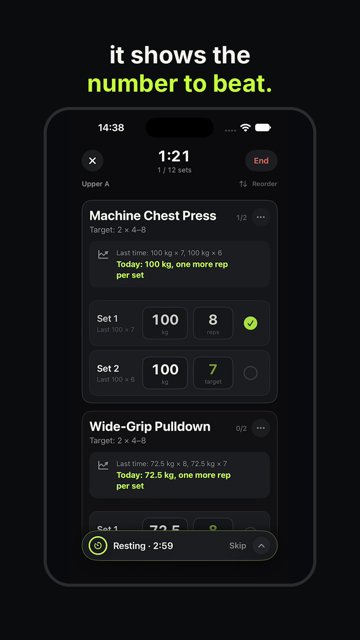 it shows the
number to beat.
14:38
1:21
End
1 / 12 sets
Upper A
Reorder
Machine Chest Press
1/2
Target: 2 × 4–8
Last time: 100 kg × 7, 100 kg × 6
Today: 100 kg, one more rep
per set
Set 1
Last 100 × 7
100
kg
8
reps
Set 2
Last 100 × 6
100
kg
7
target
Wide-Grip Pulldown
0/2
Target: 2 × 4–8
Last time: 72.5 kg × 8, 72.5 kg × 7
Today: 72.5 kg, one more rep
per set
Set 1
72.5
8
Resting · 2:59
Skip